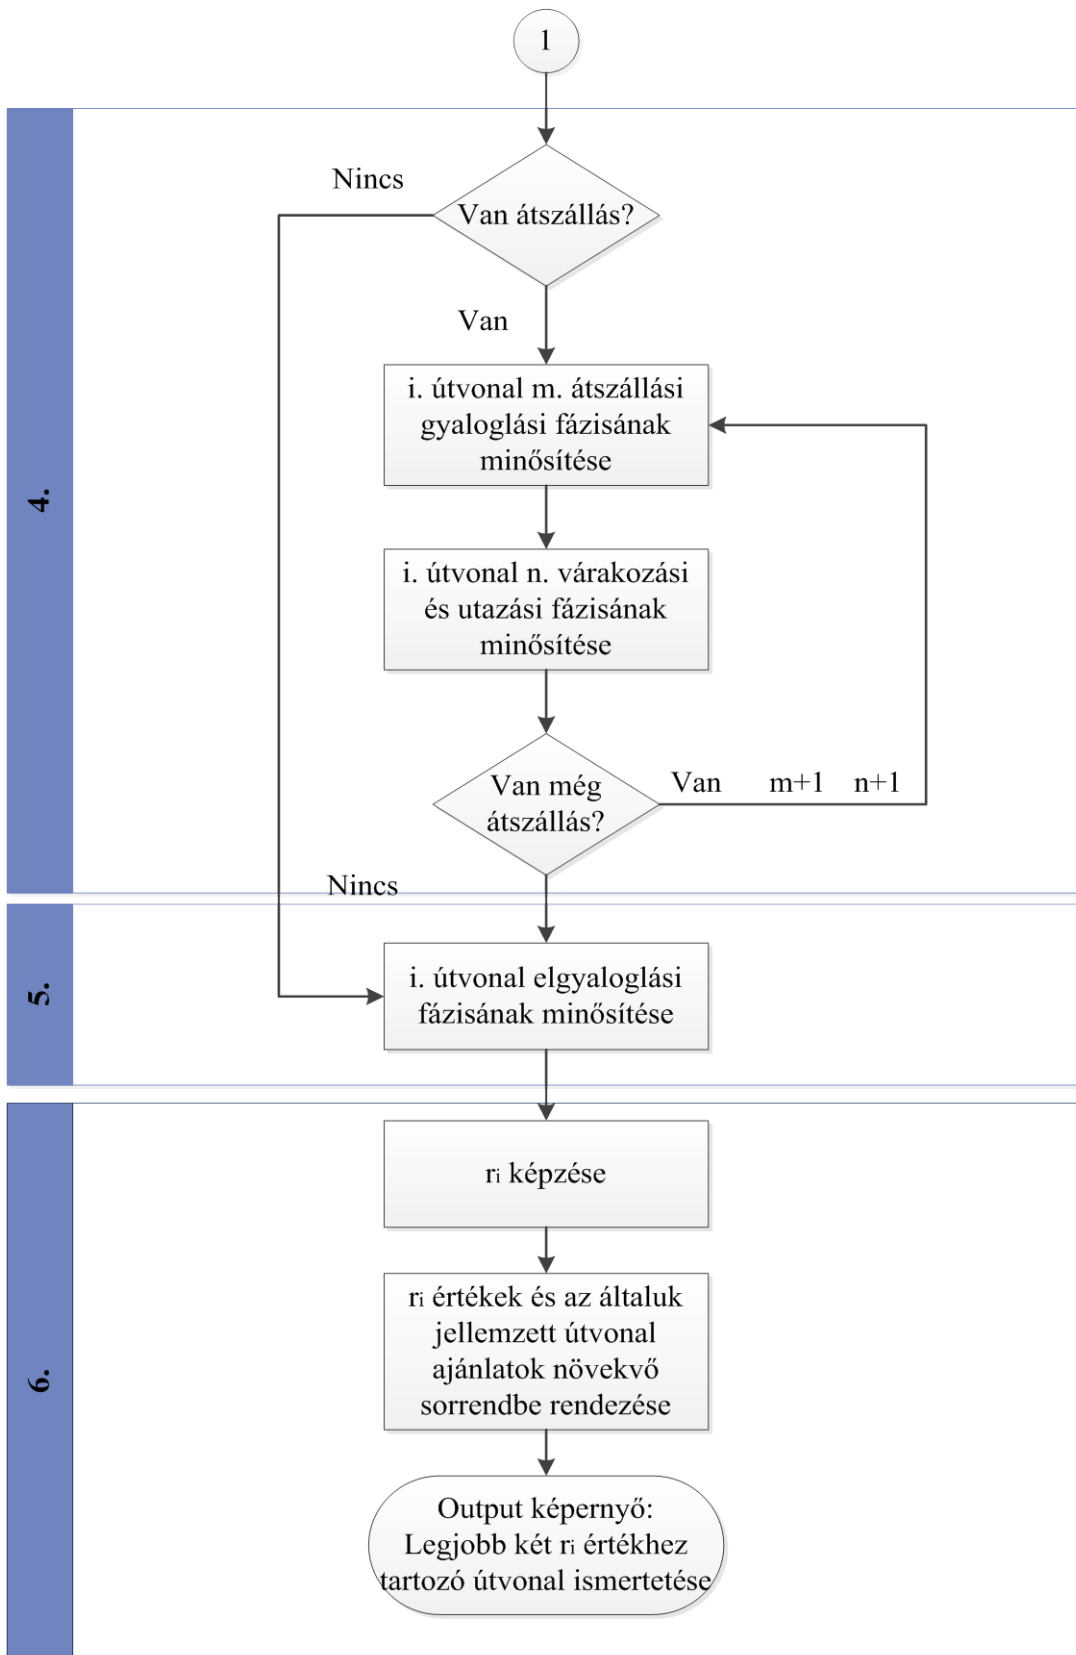 1
Nincs
Van átszállás?
Van
i. útvonal m. átszállási
gyaloglási fázisának
minősítése
4.
i. útvonal n. várakozási
és utazási fázisának
minősítése
Van még
átszállás?
Van m+1 n+1
Nincs
5.
i. útvonal elgyaloglási
fázisának minősítése
rᵢ képzése
6.
rᵢ értékek és az általuk
jellemzett útvonal
ajánlatok növekvő
sorrendbe rendezése
Output képernyő:
Legjobb két rᵢ értékhez
tartozó útvonal ismertetése